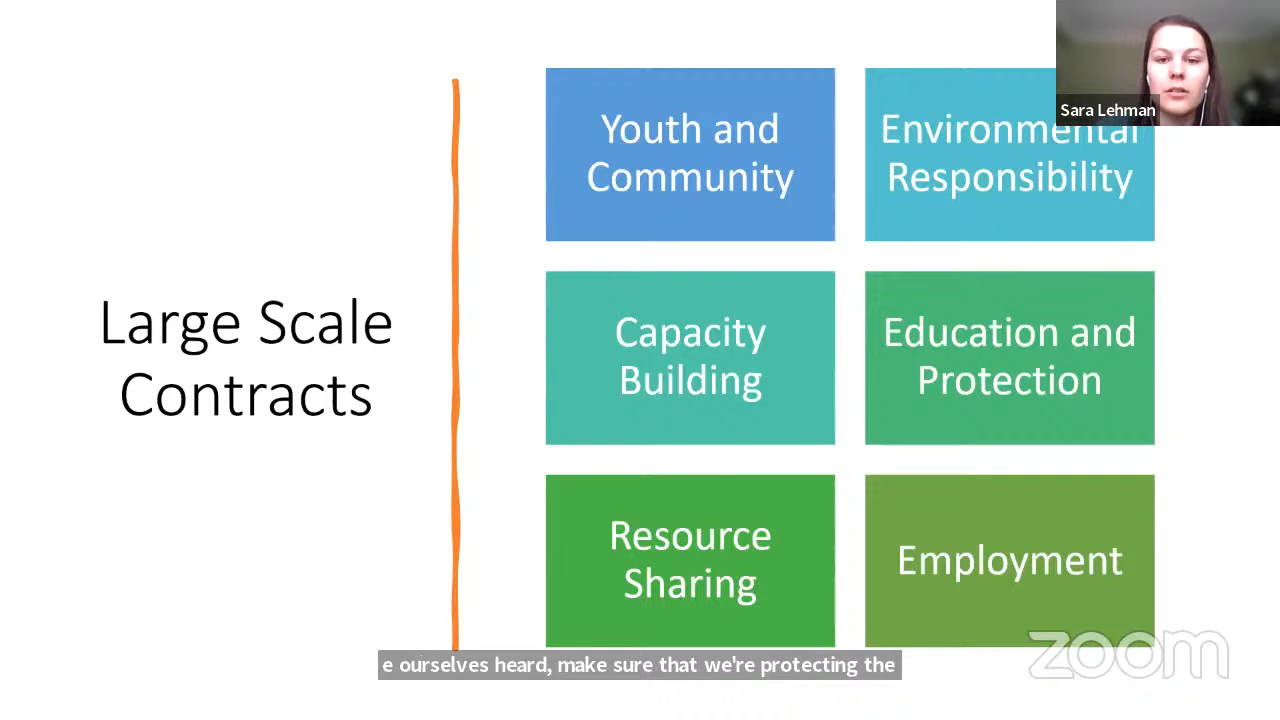 Sara Lehman
Large Scale
Contracts
Youth and
Community
Environmental
Responsibility
Capacity
Building
Education and
Protection
Resource
Sharing
Employment
e ourselves heard, make sure that we're protecting the
zoom